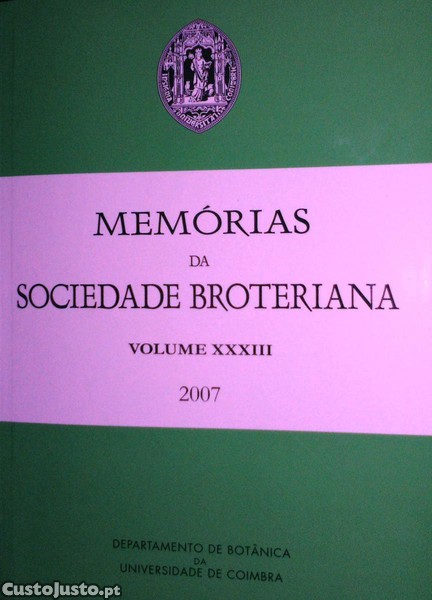 MEMÓRIAS
DA
SOCIEDADE BROTERIANA
VOLUME XXXIII
2007
DEPARTAMENTO DE BOTÂNICA
DA
UNIVERSIDADE DE COIMBRA
CustoJusto.pt